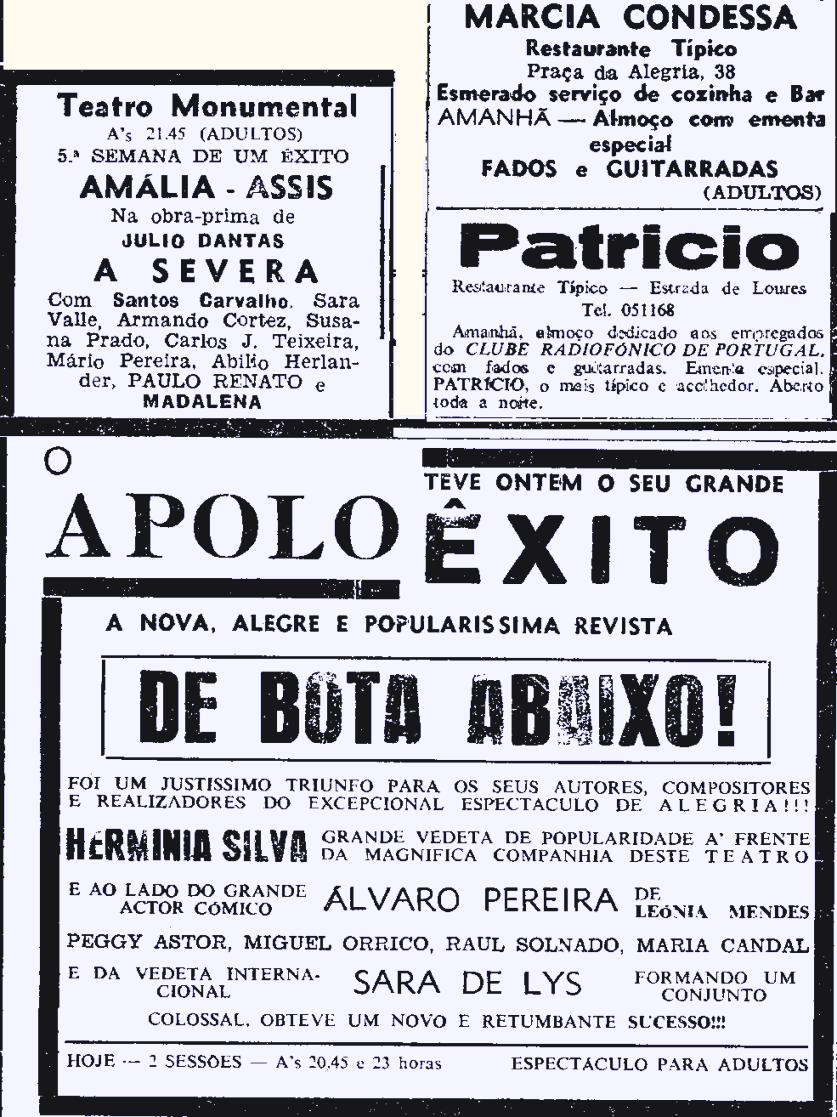 Teatro Monumental
A's 21.45 (ADULTOS)
5.ª SEMANA DE UM ÊXITO
AMÁLIA - ASSIS
Na obra-prima de
JULIO DANTAS
A SEVERA
Com Santos Carvalho, Sara
Valle, Armando Cortez, Susa-
na Prado, Carlos J. Teixeira,
Mário Pereira, Abílio Herlan-
der, PAULO RENATO e
MADALENA
MARCIA CONDESSA
Restaurante Típico
Praça da Alegria, 38
Esmerado serviço de cozinha e Bar
AMANHÃ — Almoço com ementa
especial
FADOS e GUITARRADAS
(ADULTOS)
Patricio
Restaurante Típico — Estrada de Loures
Tel. 051168
Amanhã, almoço dedicado aos empregados
do CLUBE RADIOFÓNICO DE PORTUGAL,
com fados e guitarradas. Ementa especial.
PATRÍCIO, o mais típico e acolhedor. Aberto
toda a noite.
O
APOLO
TEVE ONTEM O SEU GRANDE
ÊXITO
A NOVA, ALEGRE E POPULARISSIMA REVISTA
DE BOTA ABAIXO!
FOI UM JUSTISSIMO TRIUNFO PARA OS SEUS AUTORES, COMPOSITORES
E REALIZADORES DO EXCEPCIONAL ESPECTACULO DE ALEGRIA!!!
HERMINIA SILVA GRANDE VEDETA DE POPULARIDADE A' FRENTE
DA MAGNIFICA COMPANHIA DESTE TEATRO
E AO LADO DO GRANDE
ACTOR CÓMICO
ÁLVARO PEREIRA
DE
LEÓNIA MENDES
PEGGY ASTOR, MIGUEL ORRICO, RAUL SOLNADO, MARIA CANDAL
E DA VEDETA INTERNA-
CIONAL
SARA DE LYS
FORMANDO UM
CONJUNTO
COLOSSAL, OBTEVE UM NOVO E RETUMBANTE SUCESSO!!!
HOJE — 2 SESSÕES — A's 20,45 e 23 horas ESPECTÁCULO PARA ADULTOS